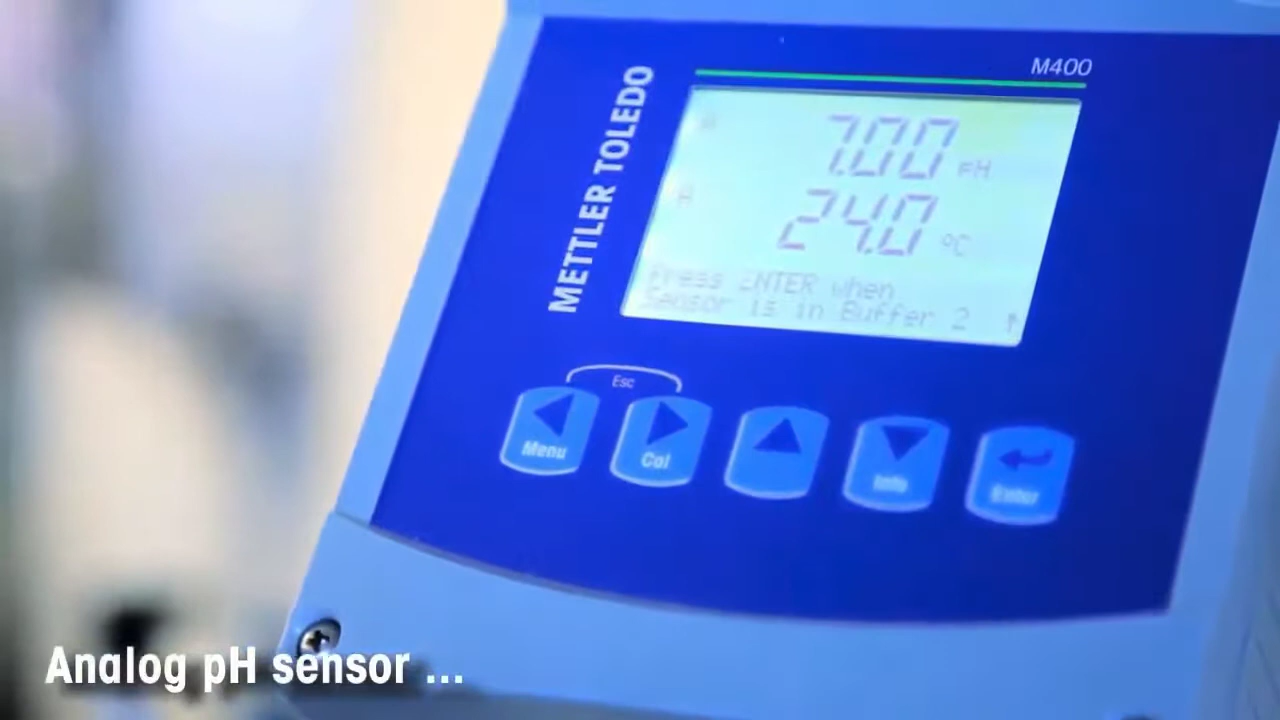 M400
METTLER TOLEDO
7.00 pH
24.0 °C
Press ENTER when
Sensor is in Buffer 2 ↑
Esc
Menu
Cal
Info
Enter
Analog pH sensor ...